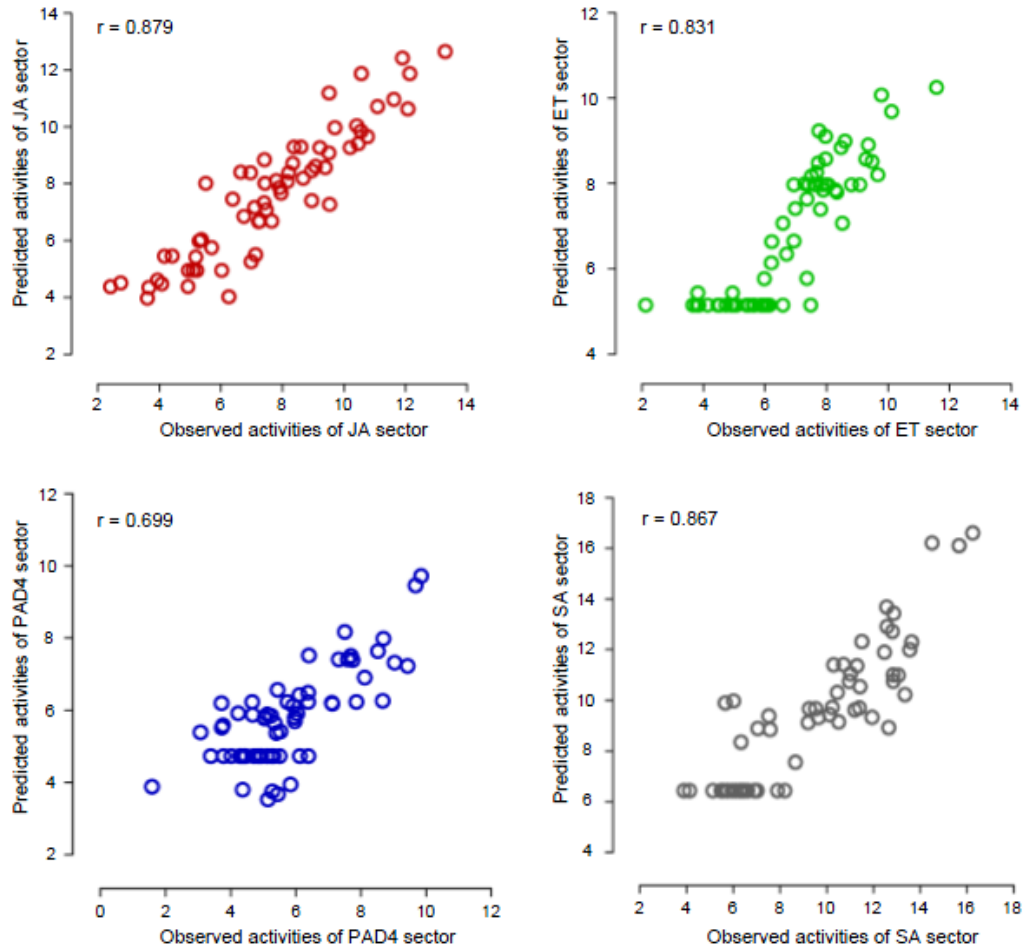 r = 0.879
Predicted activities of JA sector
14
12
10
8
6
4
2
2 4 6 8 10 12 14
Observed activities of JA sector
r = 0.831
Predicted activities of ET sector
12
10
8
6
4
2 4 6 8 10 12 14
Observed activities of ET sector
r = 0.699
Predicted activities of PAD4 sector
12
10
8
6
4
2
0 2 4 6 8 10 12
Observed activities of PAD4 sector
r = 0.867
Predicted activities of SA sector
18
16
14
12
10
8
6
4
2 4 6 8 10 12 14 16 18
Observed activities of SA sector